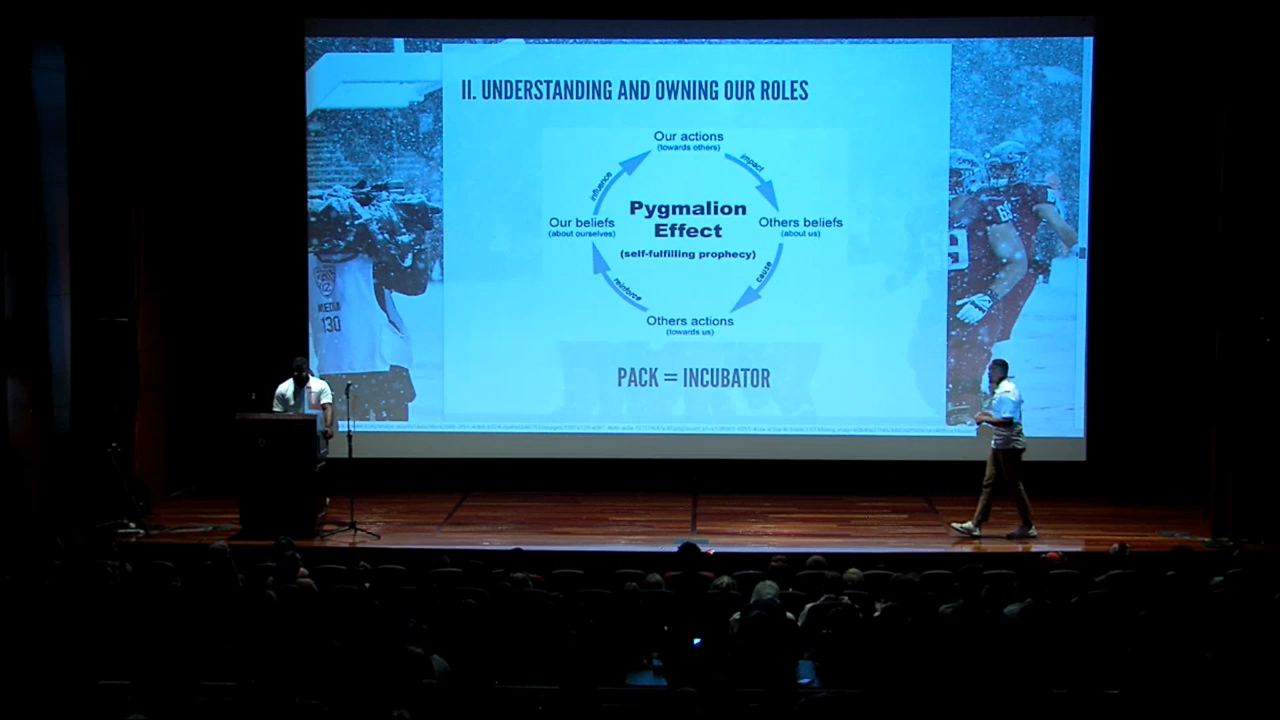 II. UNDERSTANDING AND OWNING OUR ROLES
Our actions
(towards others)
influence
impact
Pygmalion
Effect
(self-fulfilling prophecy)
Our beliefs
(about ourselves)
Others beliefs
(about us)
reinforce
cause
Others actions
(towards us)
PACK = INCUBATOR
MEDIA
130